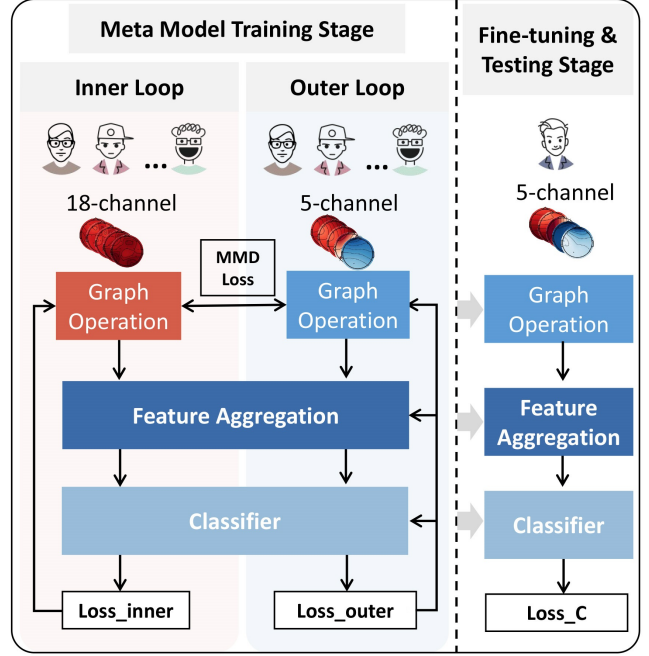 Meta Model Training Stage
Fine-tuning &
Testing Stage
Inner Loop
Outer Loop
...
...
18-channel
5-channel
5-channel
MMD
Loss
Graph
Operation
Graph
Operation
Graph
Operation
Feature Aggregation
Feature
Aggregation
Classifier
Classifier
Loss_inner
Loss_outer
Loss_C